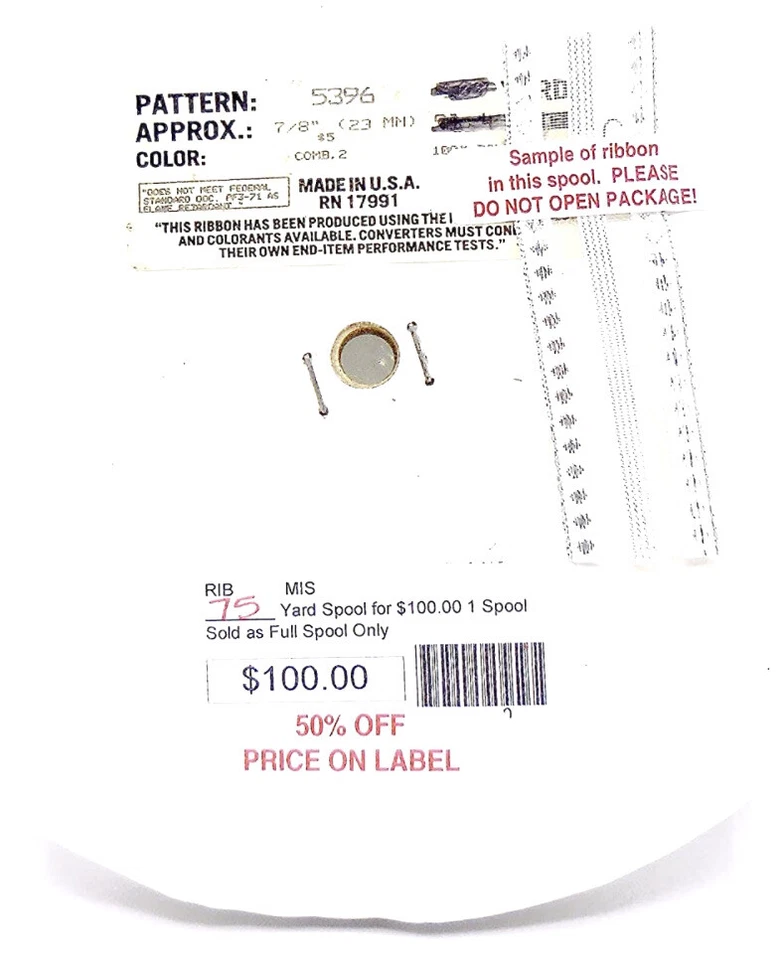 PATTERN: 5396
APPROX.: 7/8" (23 MM)
$5
COLOR: COMB.2
"DOES NOT MEET FEDERAL
STANDARD DOC. FF3-71 AS
FLAME RETARDANT."
MADE IN U.S.A.
RN 17991
"THIS RIBBON HAS BEEN PRODUCED USING THE
AND COLORANTS AVAILABLE. CONVERTERS MUST
THEIR OWN END-ITEM PERFORMANCE TESTS."
Sample of ribbon
in this spool. PLEASE
DO NOT OPEN PACKAGE!
RIB MIS
75 Yard Spool for $100.00 1 Spool
Sold as Full Spool Only
$100.00
50% OFF
PRICE ON LABEL